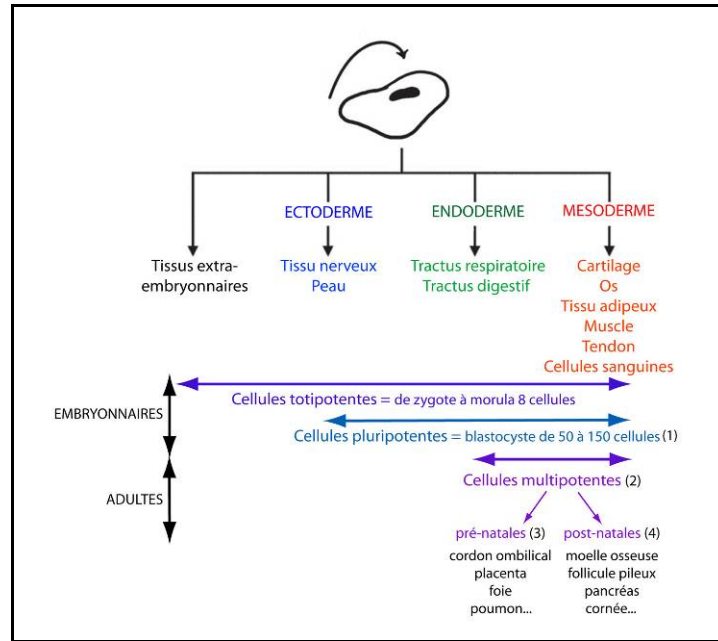 ECTODERME
ENDODERME
MESODERME
Tissus extra-
embryonnaires
Tissu nerveux
Peau
Tractus respiratoire
Tractus digestif
Cartilage
Os
Tissu adipeux
Muscle
Tendon
Cellules sanguines
EMBRYONNAIRES
Cellules totipotentes = de zygote à morula 8 cellules
Cellules pluripotentes = blastocyste de 50 à 150 cellules (1)
ADULTES
Cellules multipotentes (2)
pré-natales (3)
cordon ombilical
placenta
foie
poumon...
post-natales (4)
moelle osseuse
follicule pileux
pancréas
cornée...